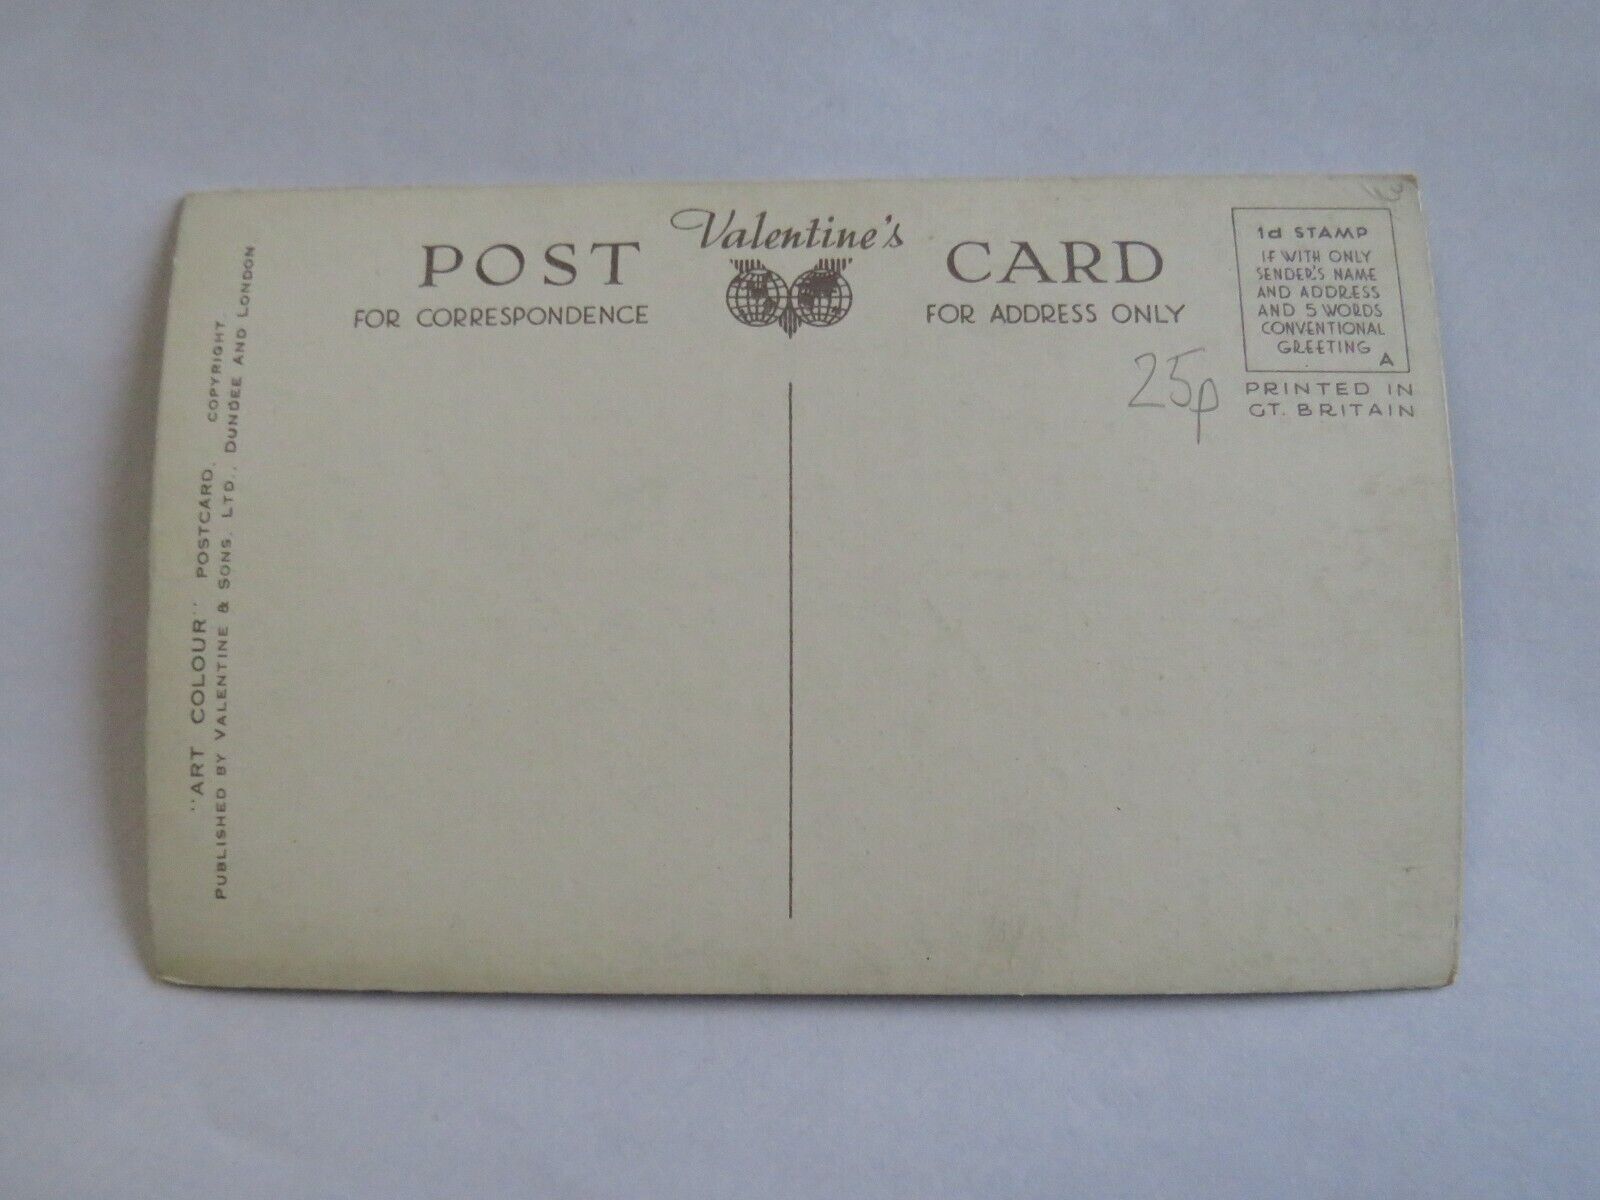 Valentine's
POST CARD
FOR CORRESPONDENCE
FOR ADDRESS ONLY
1d STAMP
IF WITH ONLY
SENDER'S NAME
AND ADDRESS
AND 5 WORDS
CONVENTIONAL
GREETING
A
PRINTED IN
GT. BRITAIN
25p
"ART COLOUR" POSTCARD. COPYRIGHT.
PUBLISHED BY VALENTINE & SONS, LTD., DUNDEE AND LONDON